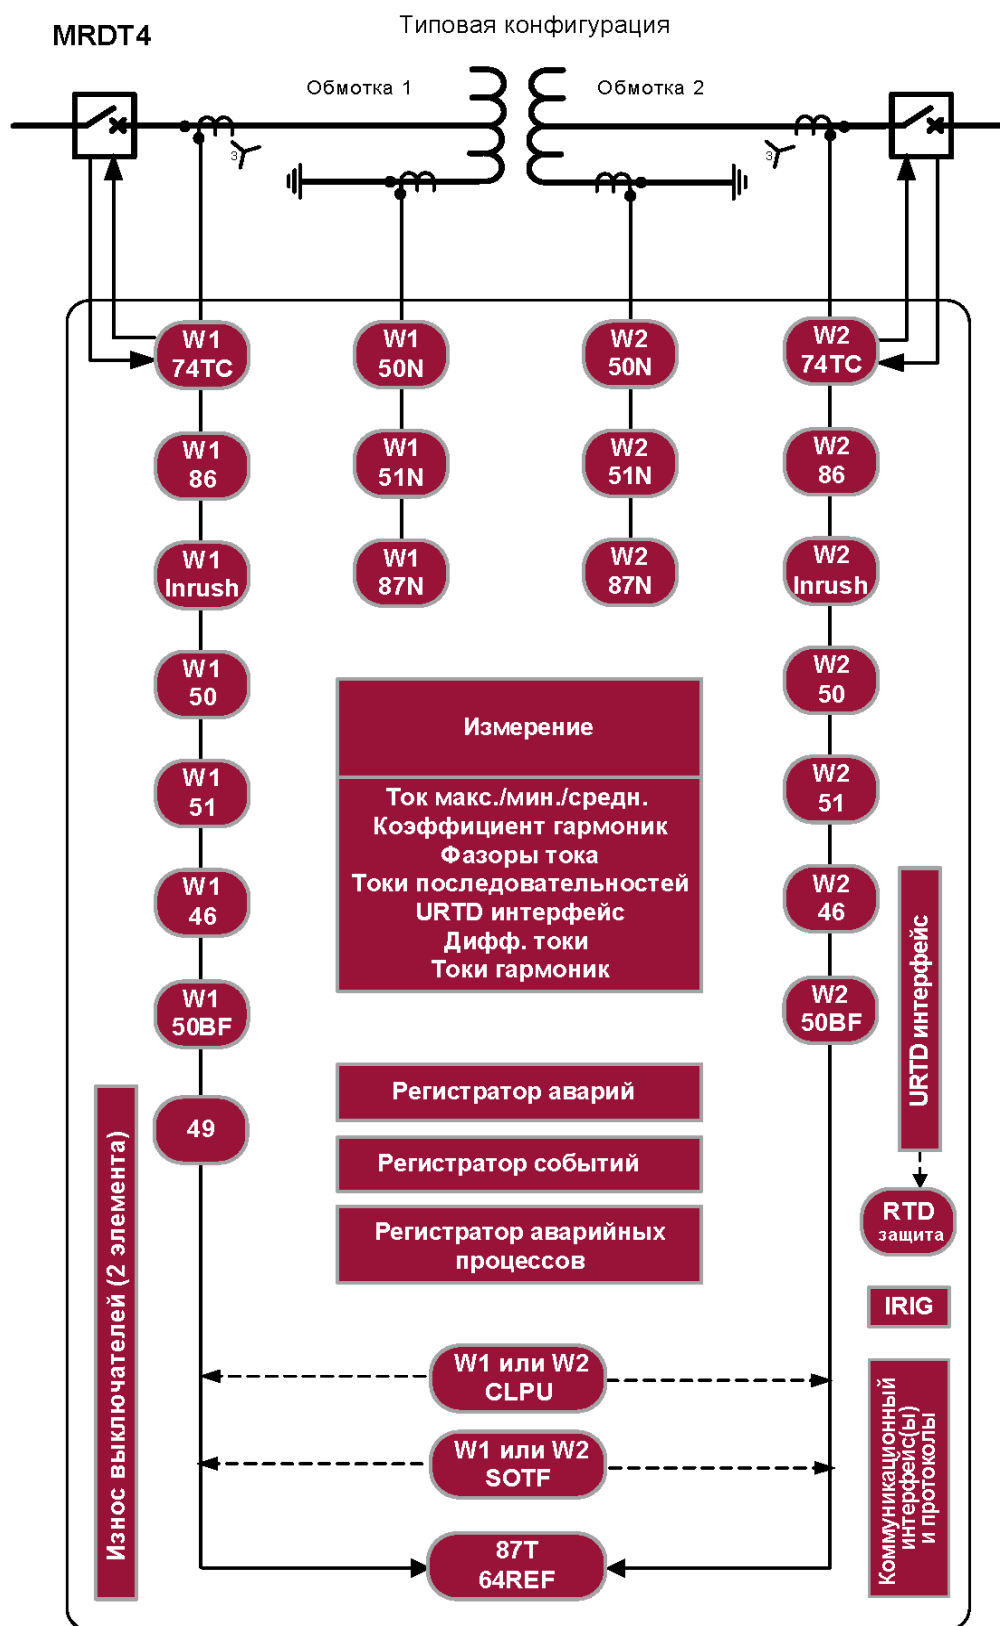 MRDT4
Типовая конфигурация
Обмотка 1
Обмотка 2
3
3
W1
74TC
W1
50N
W2
50N
W2
74TC
W1
86
W1
51N
W2
51N
W2
86
W1
Inrush
W1
87N
W2
87N
W2
Inrush
W1
50
W2
50
Измерение
W1
51
W2
51
Ток макс./мин./средн.
Коэффициент гармоник
Фазоры тока
Токи последовательностей
URTD интерфейс
Дифф. токи
Токи гармоник
W1
46
W2
46
W1
50BF
W2
50BF
URTD интерфейс
49
Регистратор аварий
Регистратор событий
Регистратор аварийных
процессов
RTD
защита
IRIG
Износ выключателей (2 элемента)
W1 или W2
CLPU
W1 или W2
SOTF
Коммуникационный
интерфейс(ы)
и протоколы
87T
64REF